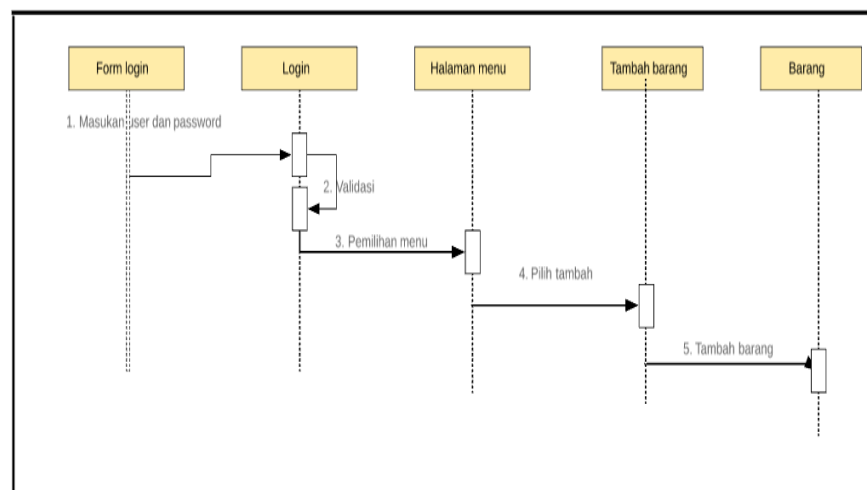 Form login
Login
Halaman menu
Tambah barang
Barang
1. Masukan user dan password
2. Validasi
3. Pemilihan menu
4. Pilih tambah
5. Tambah barang